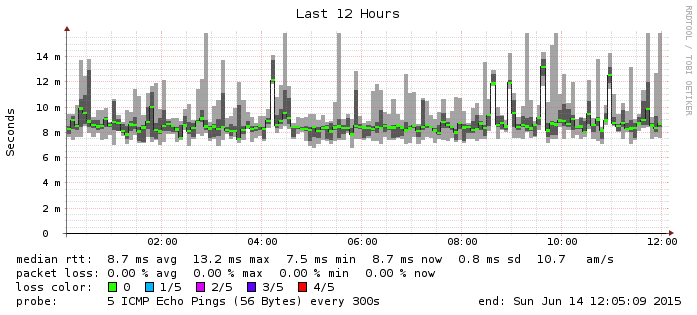 Last 12 Hours
RRDTOOL / TOBI OETIKER
Seconds
14 m
12 m
10 m
8 m
6 m
4 m
2 m
0
02:00 04:00 06:00 08:00 10:00 12:00
median rtt: 8.7 ms avg 13.2 ms max 7.5 ms min 8.7 ms now 0.8 ms sd 10.7 am/s
packet loss: 0.00 % avg 0.00 % max 0.00 % min 0.00 % now
loss color: 0 1/5 2/5 3/5 4/5
probe: 5 ICMP Echo Pings (56 Bytes) every 300s end: Sun Jun 14 12:05:09 2015